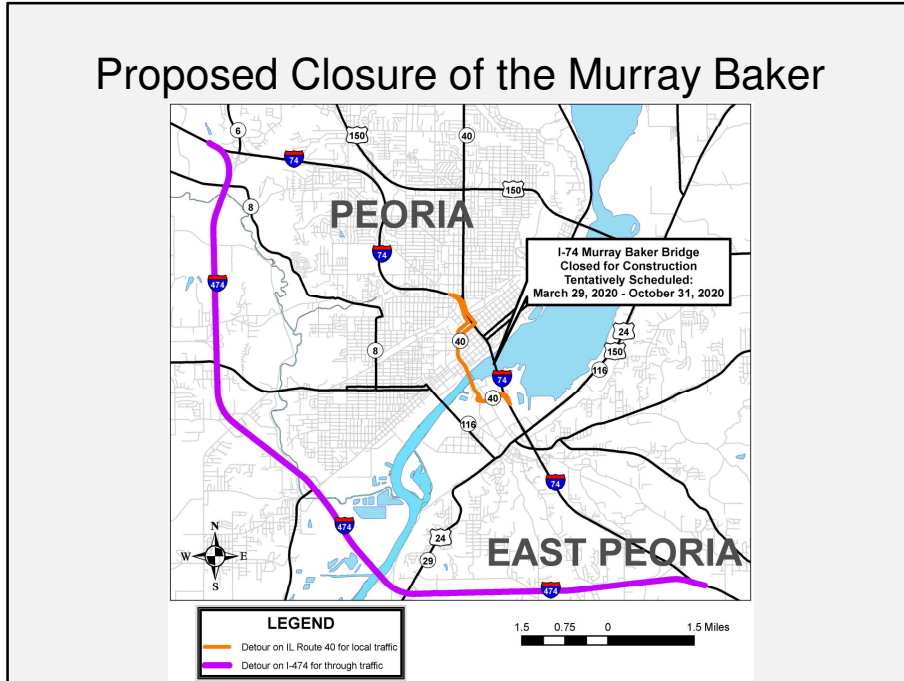 Proposed Closure of the Murray Baker
6
150
40
74
150
8
PEORIA
74
474
I-74 Murray Baker Bridge
Closed for Construction
Tentatively Scheduled:
March 29, 2020 - October 31, 2020
24
150
116
40
8
74
40
116
74
474
N
W E
S
24
29
EAST PEORIA
474
LEGEND
Detour on IL Route 40 for local traffic
Detour on I-474 for through traffic
1.5 0.75 0 1.5 Miles